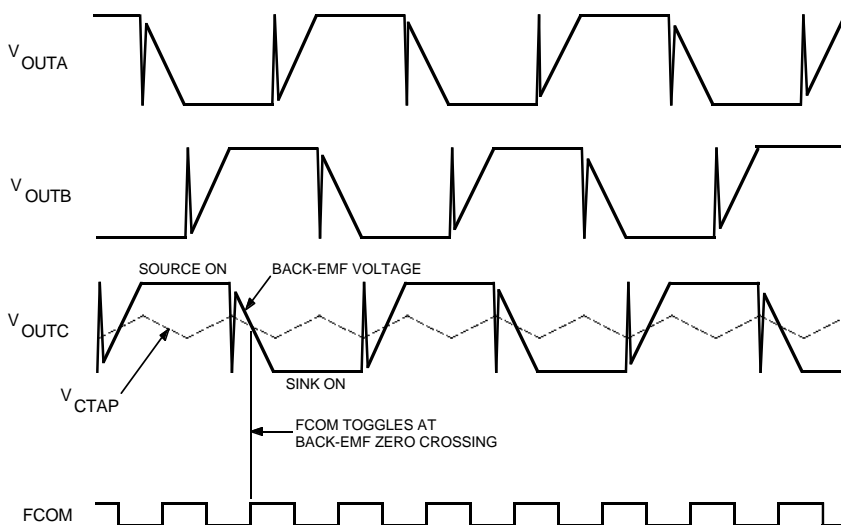 V OUTA
V OUTB
SOURCE ON
BACK-EMF VOLTAGE
V OUTC
SINK ON
V CTAP
FCOM TOGGLES AT
BACK-EMF ZERO CROSSING
FCOM